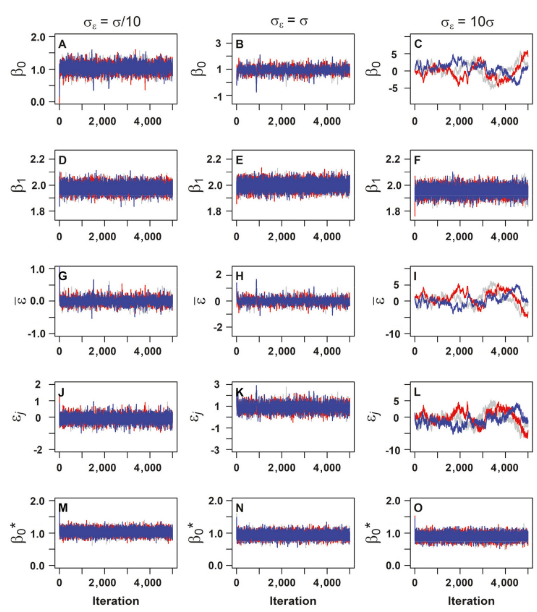 σε = σ/10 σε = σ σε = 10σ
A B C
β0 2.0 1.0 0.0 β0 3 1 -1 β0 5 0 -5
0 2,000 4,000 0 2,000 4,000 0 2,000 4,000
D E F
β1 2.2 2.0 1.8 β1 2.2 2.0 1.8 β1 2.2 2.0 1.8
0 2,000 4,000 0 2,000 4,000 0 2,000 4,000
G H I
ε̅ 1.0 0.0 -1.0 ε̅ 2 0 -2 ε̅ 10 5 0 -10
0 2,000 4,000 0 2,000 4,000 0 2,000 4,000
J K L
εj 2 1 0 -2 εj 3 1 -1 -3 εj 10 5 0 -10
0 2,000 4,000 0 2,000 4,000 0 2,000 4,000
M N O
β0* 2.0 1.0 0.0 β0* 2.0 1.0 0.0 β0* 2.0 1.0 0.0
0 2,000 4,000 0 2,000 4,000 0 2,000 4,000
Iteration Iteration Iteration